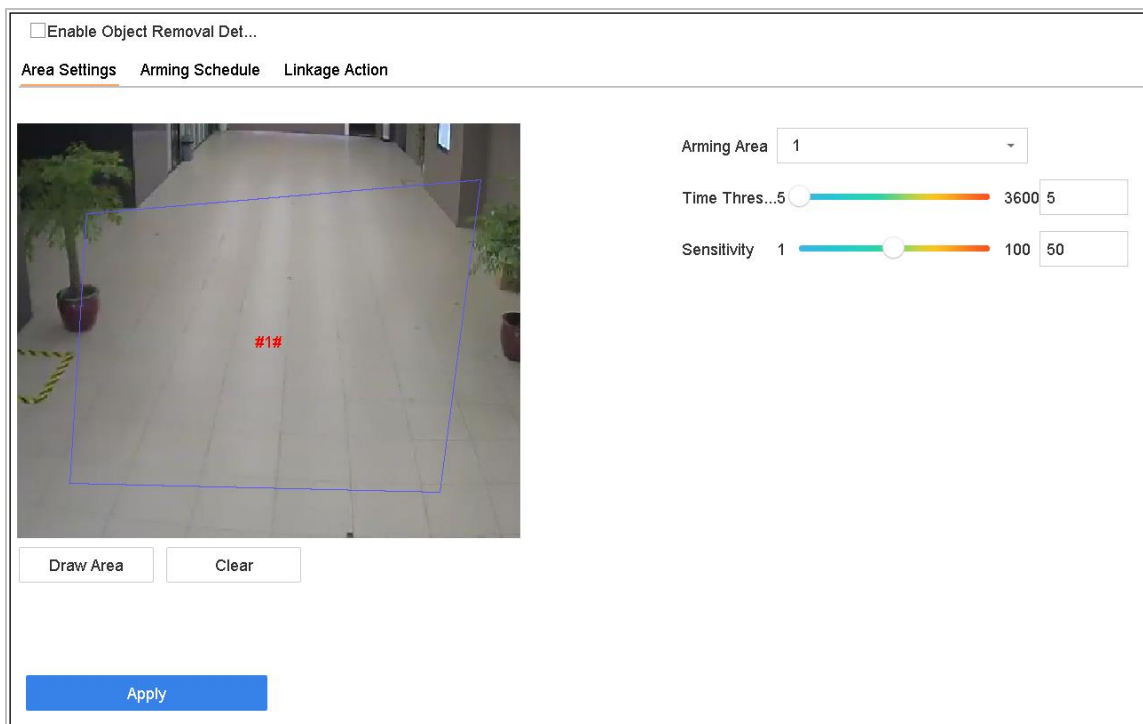 Enable Object Removal Det...
Area Settings Arming Schedule Linkage Action
Arming Area 1
Time Thres...5 3600 5
Sensitivity 1 100 50
#1#
Draw Area Clear
Apply